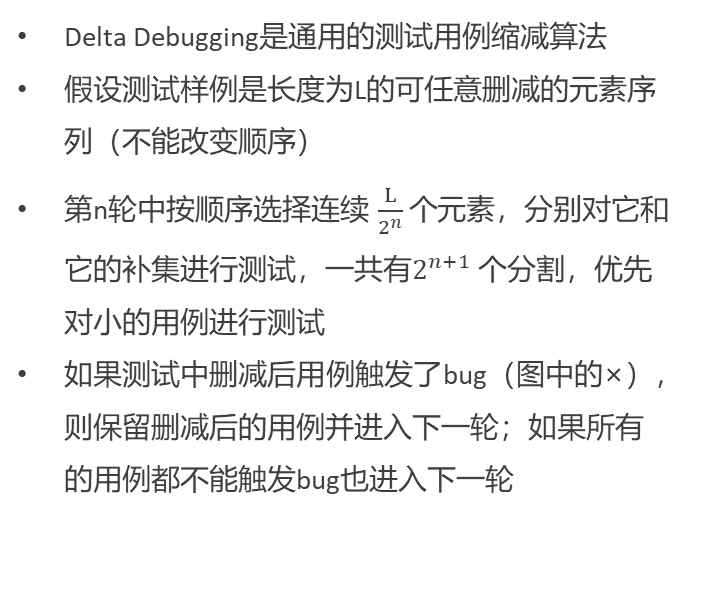 • Delta Debugging是通用的测试用例缩减算法
• 假设测试样例是长度为L的可任意删减的元素序
列（不能改变顺序）
• 第n轮中按顺序选择连续 \frac{L}{2^n} 个元素，分别对它和
它的补集进行测试，一共有2^{n+1} 个分割，优先
对小的用例进行测试
• 如果测试中删减后用例触发了bug（图中的×），
则保留删减后的用例并进入下一轮；如果所有
的用例都不能触发bug也进入下一轮